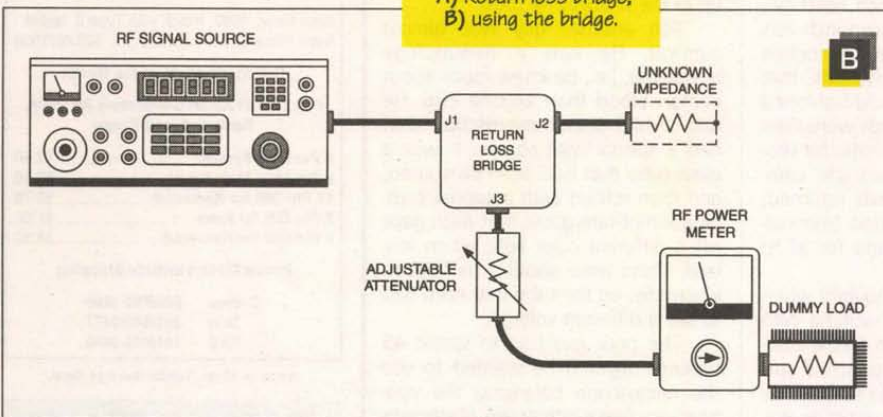 A) Return loss bridge;
B) using the bridge.
B
RF SIGNAL SOURCE
J1
J2
RETURN
LOSS
BRIDGE
J3
UNKNOWN
IMPEDANCE
ADJUSTABLE
ATTENUATOR
RF POWER
METER
DUMMY LOAD